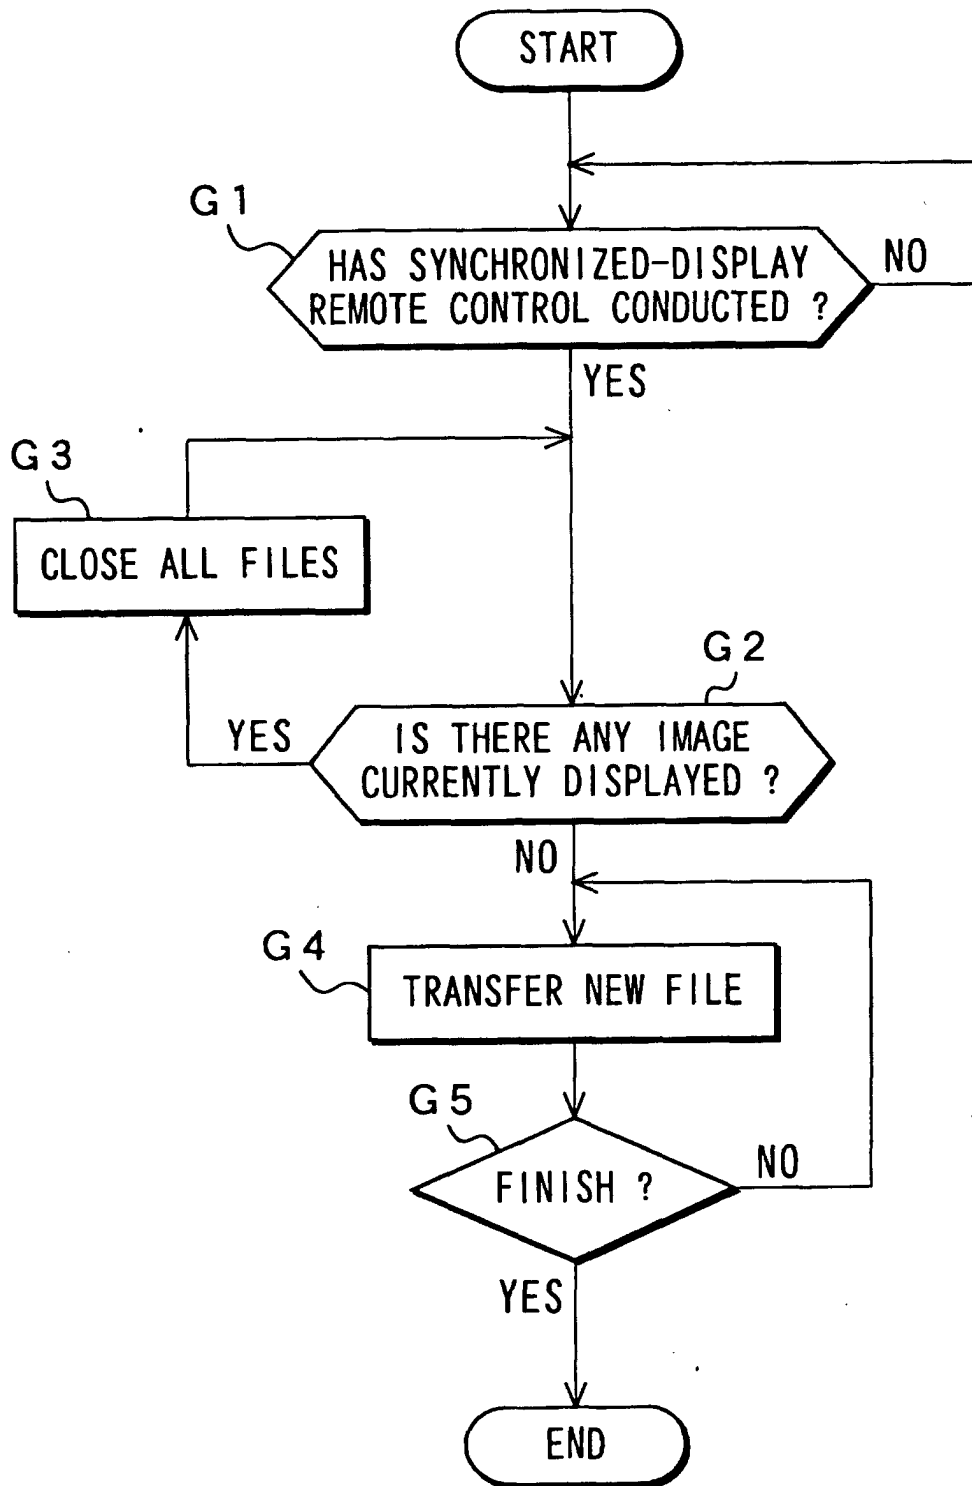 START
G1
HAS SYNCHRONIZED-DISPLAY
REMOTE CONTROL CONDUCTED ?
NO
YES
G3
CLOSE ALL FILES
G2
YES
IS THERE ANY IMAGE
CURRENTLY DISPLAYED ?
NO
G4
TRANSFER NEW FILE
G5
FINISH ?
NO
YES
END